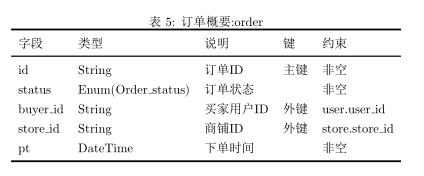 表 5: 订单概要:order
字段 类型 说明 键 约束
id String 订单ID 主键 非空
status Enum(Order_status) 订单状态 非空
buyer_id String 买家用户ID 外键 user.user_id
store_id String 商铺ID 外键 store.store_id
pt DateTime 下单时间 非空